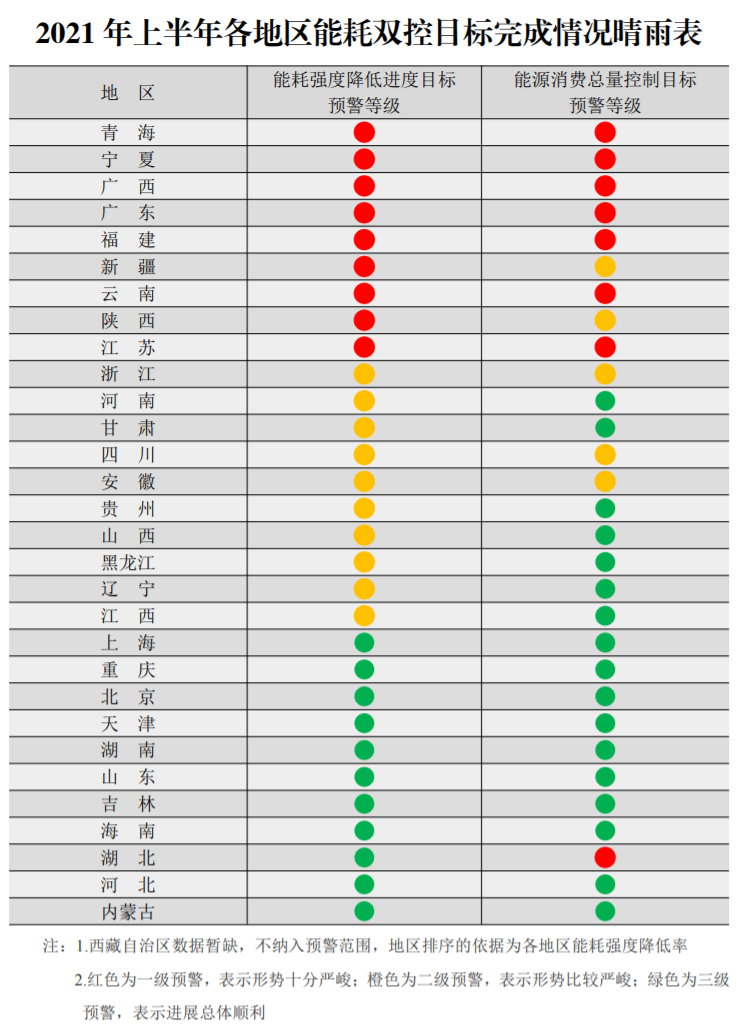 2021 年上半年各地区能耗双控目标完成情况晴雨表
地 区
能耗强度降低进度目标
预警等级
能源消费总量控制目标
预警等级
青 海
宁 夏
广 西
广 东
福 建
新 疆
云 南
陕 西
江 苏
浙 江
河 南
甘 肃
四 川
安 徽
贵 州
山 西
黑龙江
辽 宁
江 西
上 海
重 庆
北 京
天 津
湖 南
山 东
吉 林
海 南
湖 北
河 北
内蒙古
注：1.西藏自治区数据暂缺，不纳入预警范围，地区排序的依据为各地区能耗强度降低率
2.红色为一级预警，表示形势十分严峻；橙色为二级预警，表示形势比较严峻；绿色为三级
预警，表示进展总体顺利